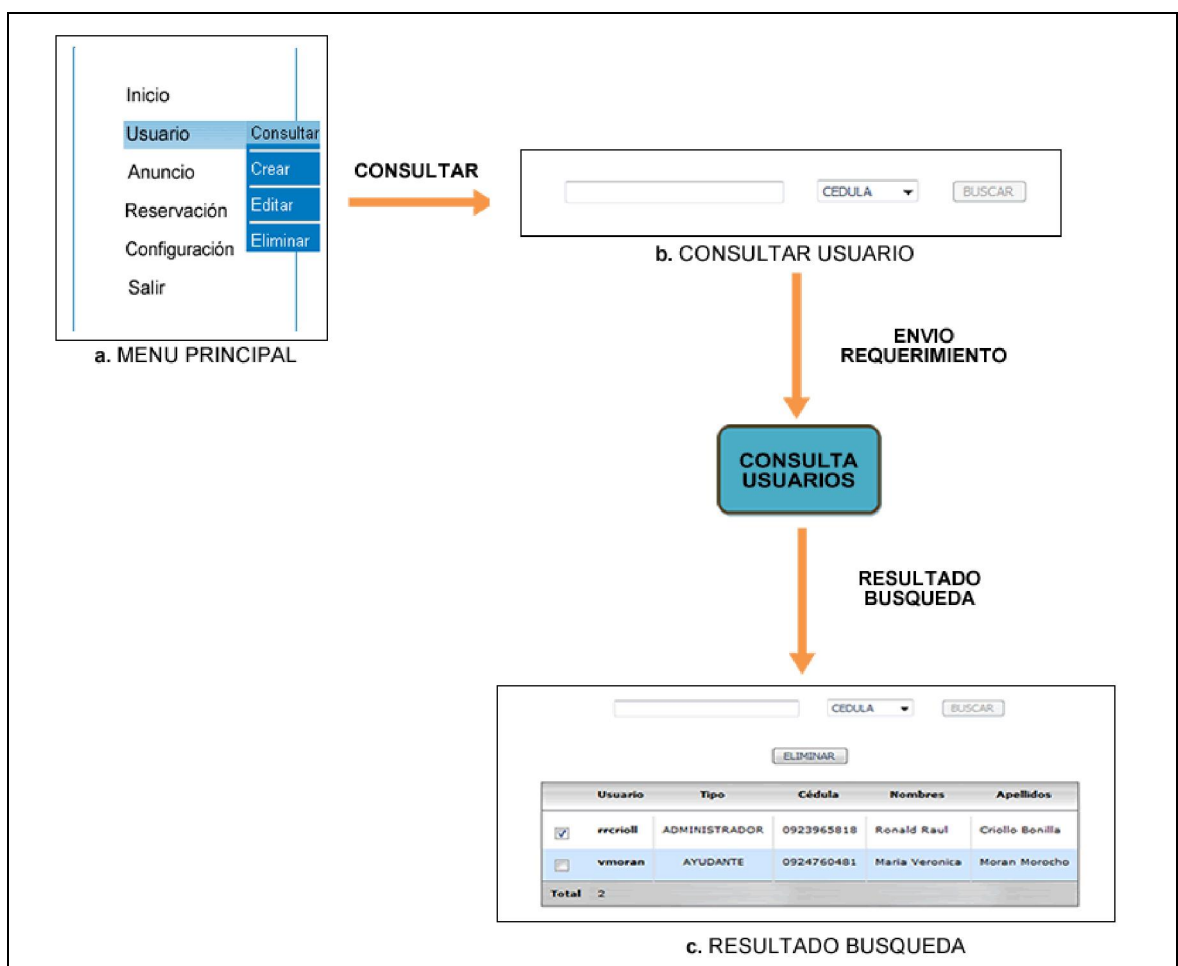 Inicio
Usuario Consultar
Anuncio Crear
Reservación Editar
Configuración Eliminar
Salir
a. MENU PRINCIPAL
CONSULTAR
CEDULA BUSCAR
b. CONSULTAR USUARIO
ENVIO
REQUERIMIENTO
CONSULTA
USUARIOS
RESULTADO
BUSQUEDA
CEDULA BUSCAR
ELIMINAR
Usuario Tipo Cédula Nombres Apellidos
rrcrioll ADMINISTRADOR 0923965818 Ronald Raul Criollo Bonilla
vmoran AYUDANTE 0924760481 Maria Veronica Moran Morocho
Total 2
c. RESULTADO BUSQUEDA